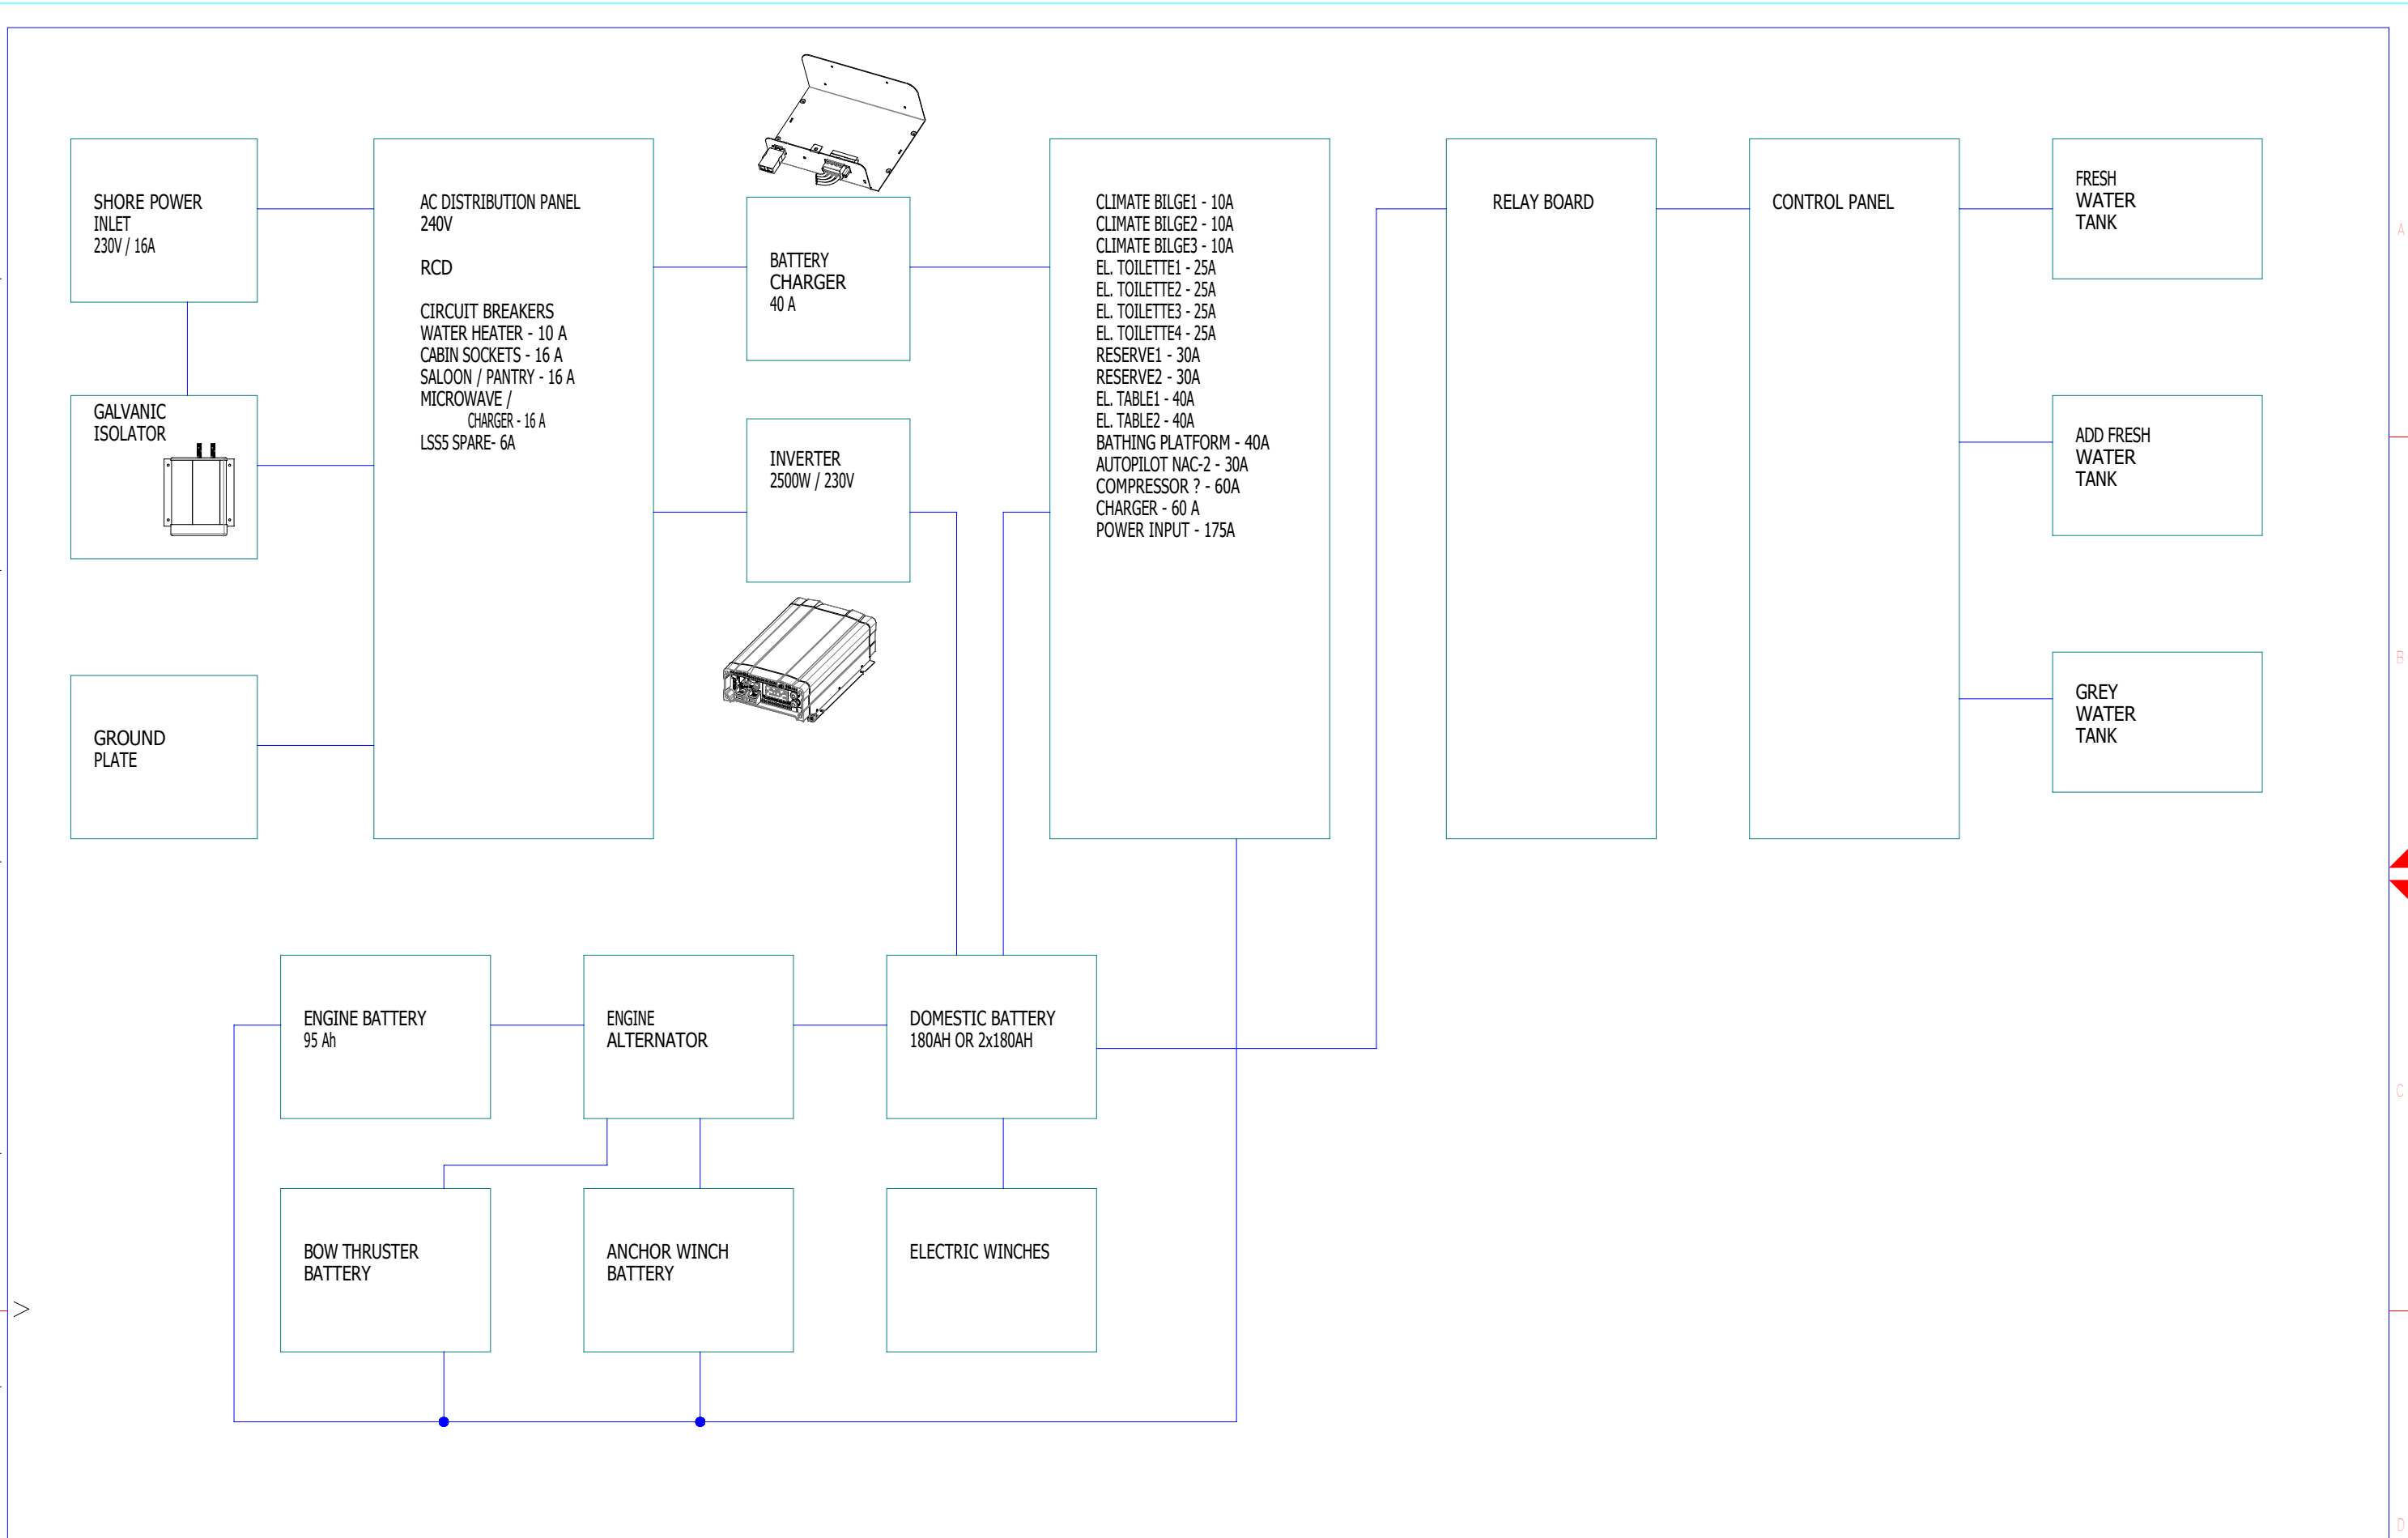 SHORE POWER
INLET
230V / 16A
GALVANIC
ISOLATOR
GROUND
PLATE
AC DISTRIBUTION PANEL
240V
RCD
CIRCUIT BREAKERS
WATER HEATER - 10 A
CABIN SOCKETS - 16 A
SALOON / PANTRY - 16 A
MICROWAVE /
CHARGER - 16 A
LSS5 SPARE- 6A
BATTERY
CHARGER
40 A
INVERTER
2500W / 230V
CLIMATE BILGE1 - 10A
CLIMATE BILGE2 - 10A
CLIMATE BILGE3 - 10A
EL. TOILETTE1 - 25A
EL. TOILETTE2 - 25A
EL. TOILETTE3 - 25A
EL. TOILETTE4 - 25A
RESERVE1 - 30A
RESERVE2 - 30A
EL. TABLE1 - 40A
EL. TABLE2 - 40A
BATHING PLATFORM - 40A
AUTOPILOT NAC-2 - 30A
COMPRESSOR ? - 60A
CHARGER - 60 A
POWER INPUT - 175A
RELAY BOARD
CONTROL PANEL
FRESH
WATER
TANK
ADD FRESH
WATER
TANK
GREY
WATER
TANK
A
B
ENGINE BATTERY
95 Ah
ENGINE
ALTERNATOR
DOMESTIC BATTERY
180AH OR 2x180AH
C
BOW THRUSTER
BATTERY
ANCHOR WINCH
BATTERY
ELECTRIC WINCHES
>
D